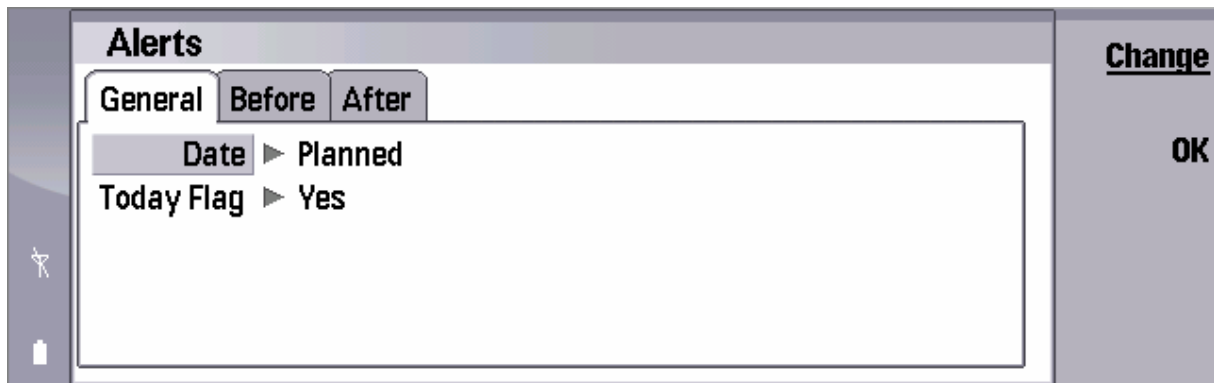 Alerts
Change
General Before After
Date Planned
OK
Today Flag Yes